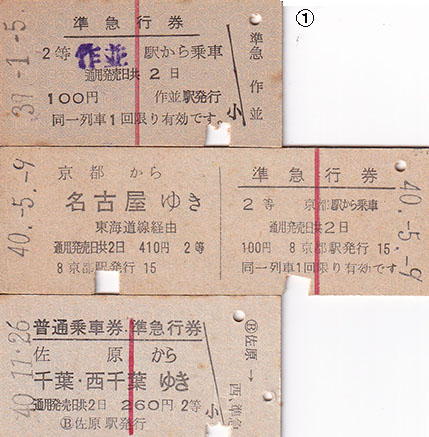 ①
39-1-5.
準急行券
2等 作並 駅から乗車
通用発売日共 2日
100円 作並駅発行
同一列車1回限り有効です。
小
準急 作並
40.-5.-9
京都 から
名古屋 ゆき
東海道線経由
通用発売日共2日 410円 2等
8 京都駅発行 15
準急行券
2等 京都駅から乗車
通用発売日共2日
100円 8 京都駅発行 15
同一列車1回限り有効です
40.-5.-9
40 11.26
普通乗車券・準急行券
佐原 から
千葉・西千葉 ゆき
通用発売日共2日 260円 2等
Ⓑ佐原駅発行
小
Ⓑ佐原→
西、準急